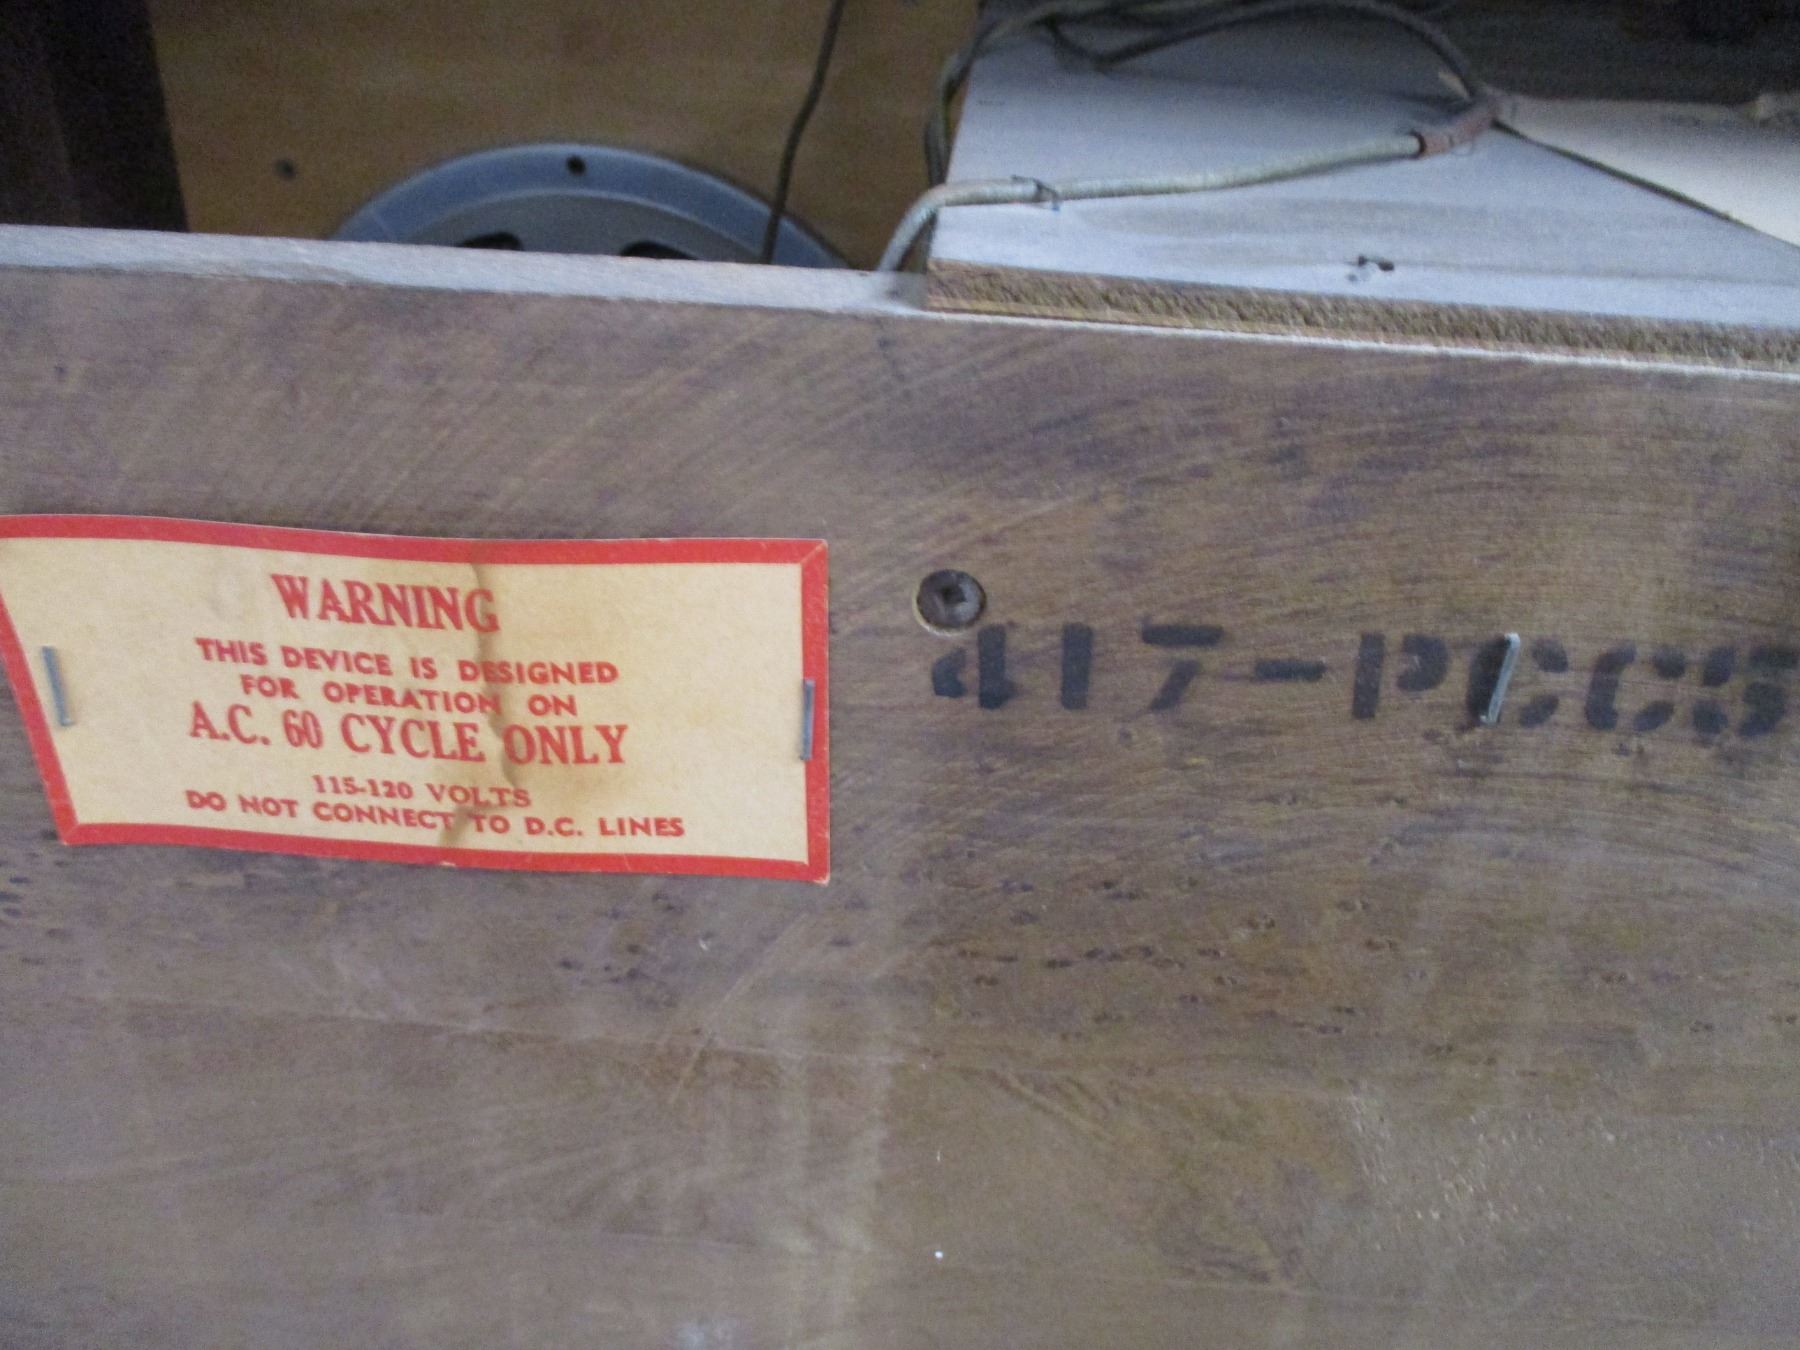 WARNING
THIS DEVICE IS DESIGNED
FOR OPERATION ON
A.C. 60 CYCLE ONLY
115-120 VOLTS
DO NOT CONNECT TO D.C. LINES
417-PCC5